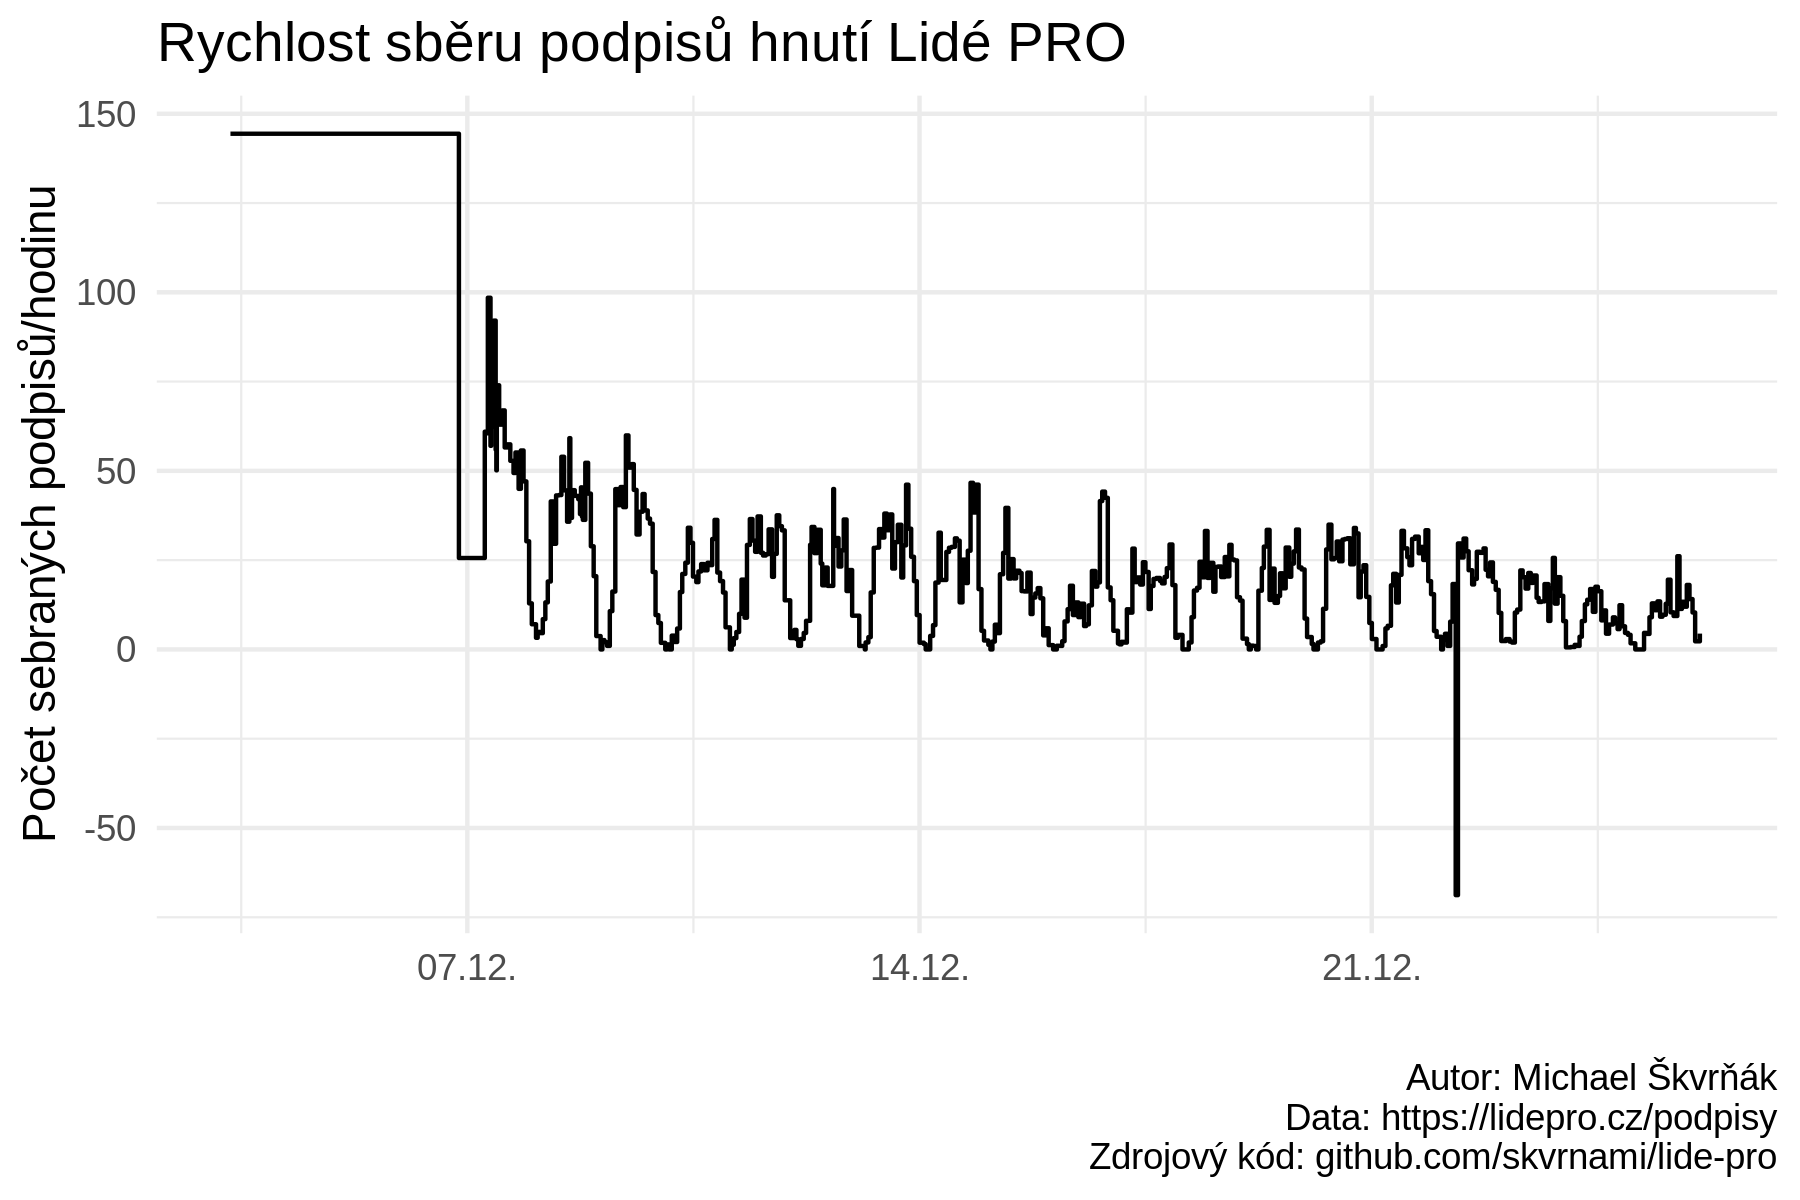 Rychlost sběru podpisů hnutí Lidé PRO
Počet sebraných podpisů/hodinu
150
100
50
0
-50
07.12.
14.12.
21.12.
Autor: Michael Škvrňák
Data: https://lidepro.cz/podpisy
Zdrojový kód: github.com/skvrnami/lide-pro